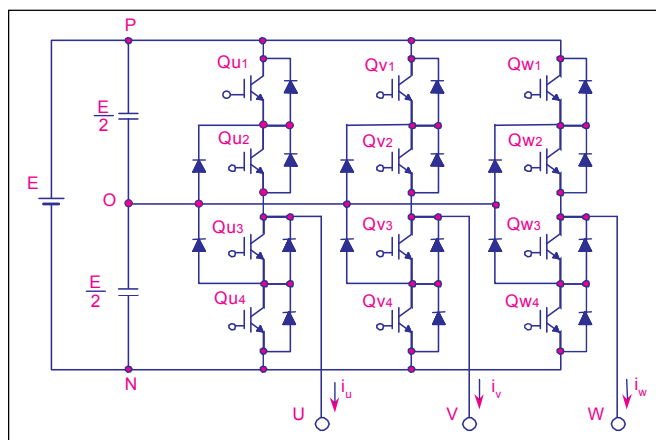 P
Qu1 Qv1 Qw1
E/2
Qu2 Qv2 Qw2
E
O
Qu3 Qv3 Qw3
E/2
Qu4 Qv4 Qw4
N
iu iv iw
U V W